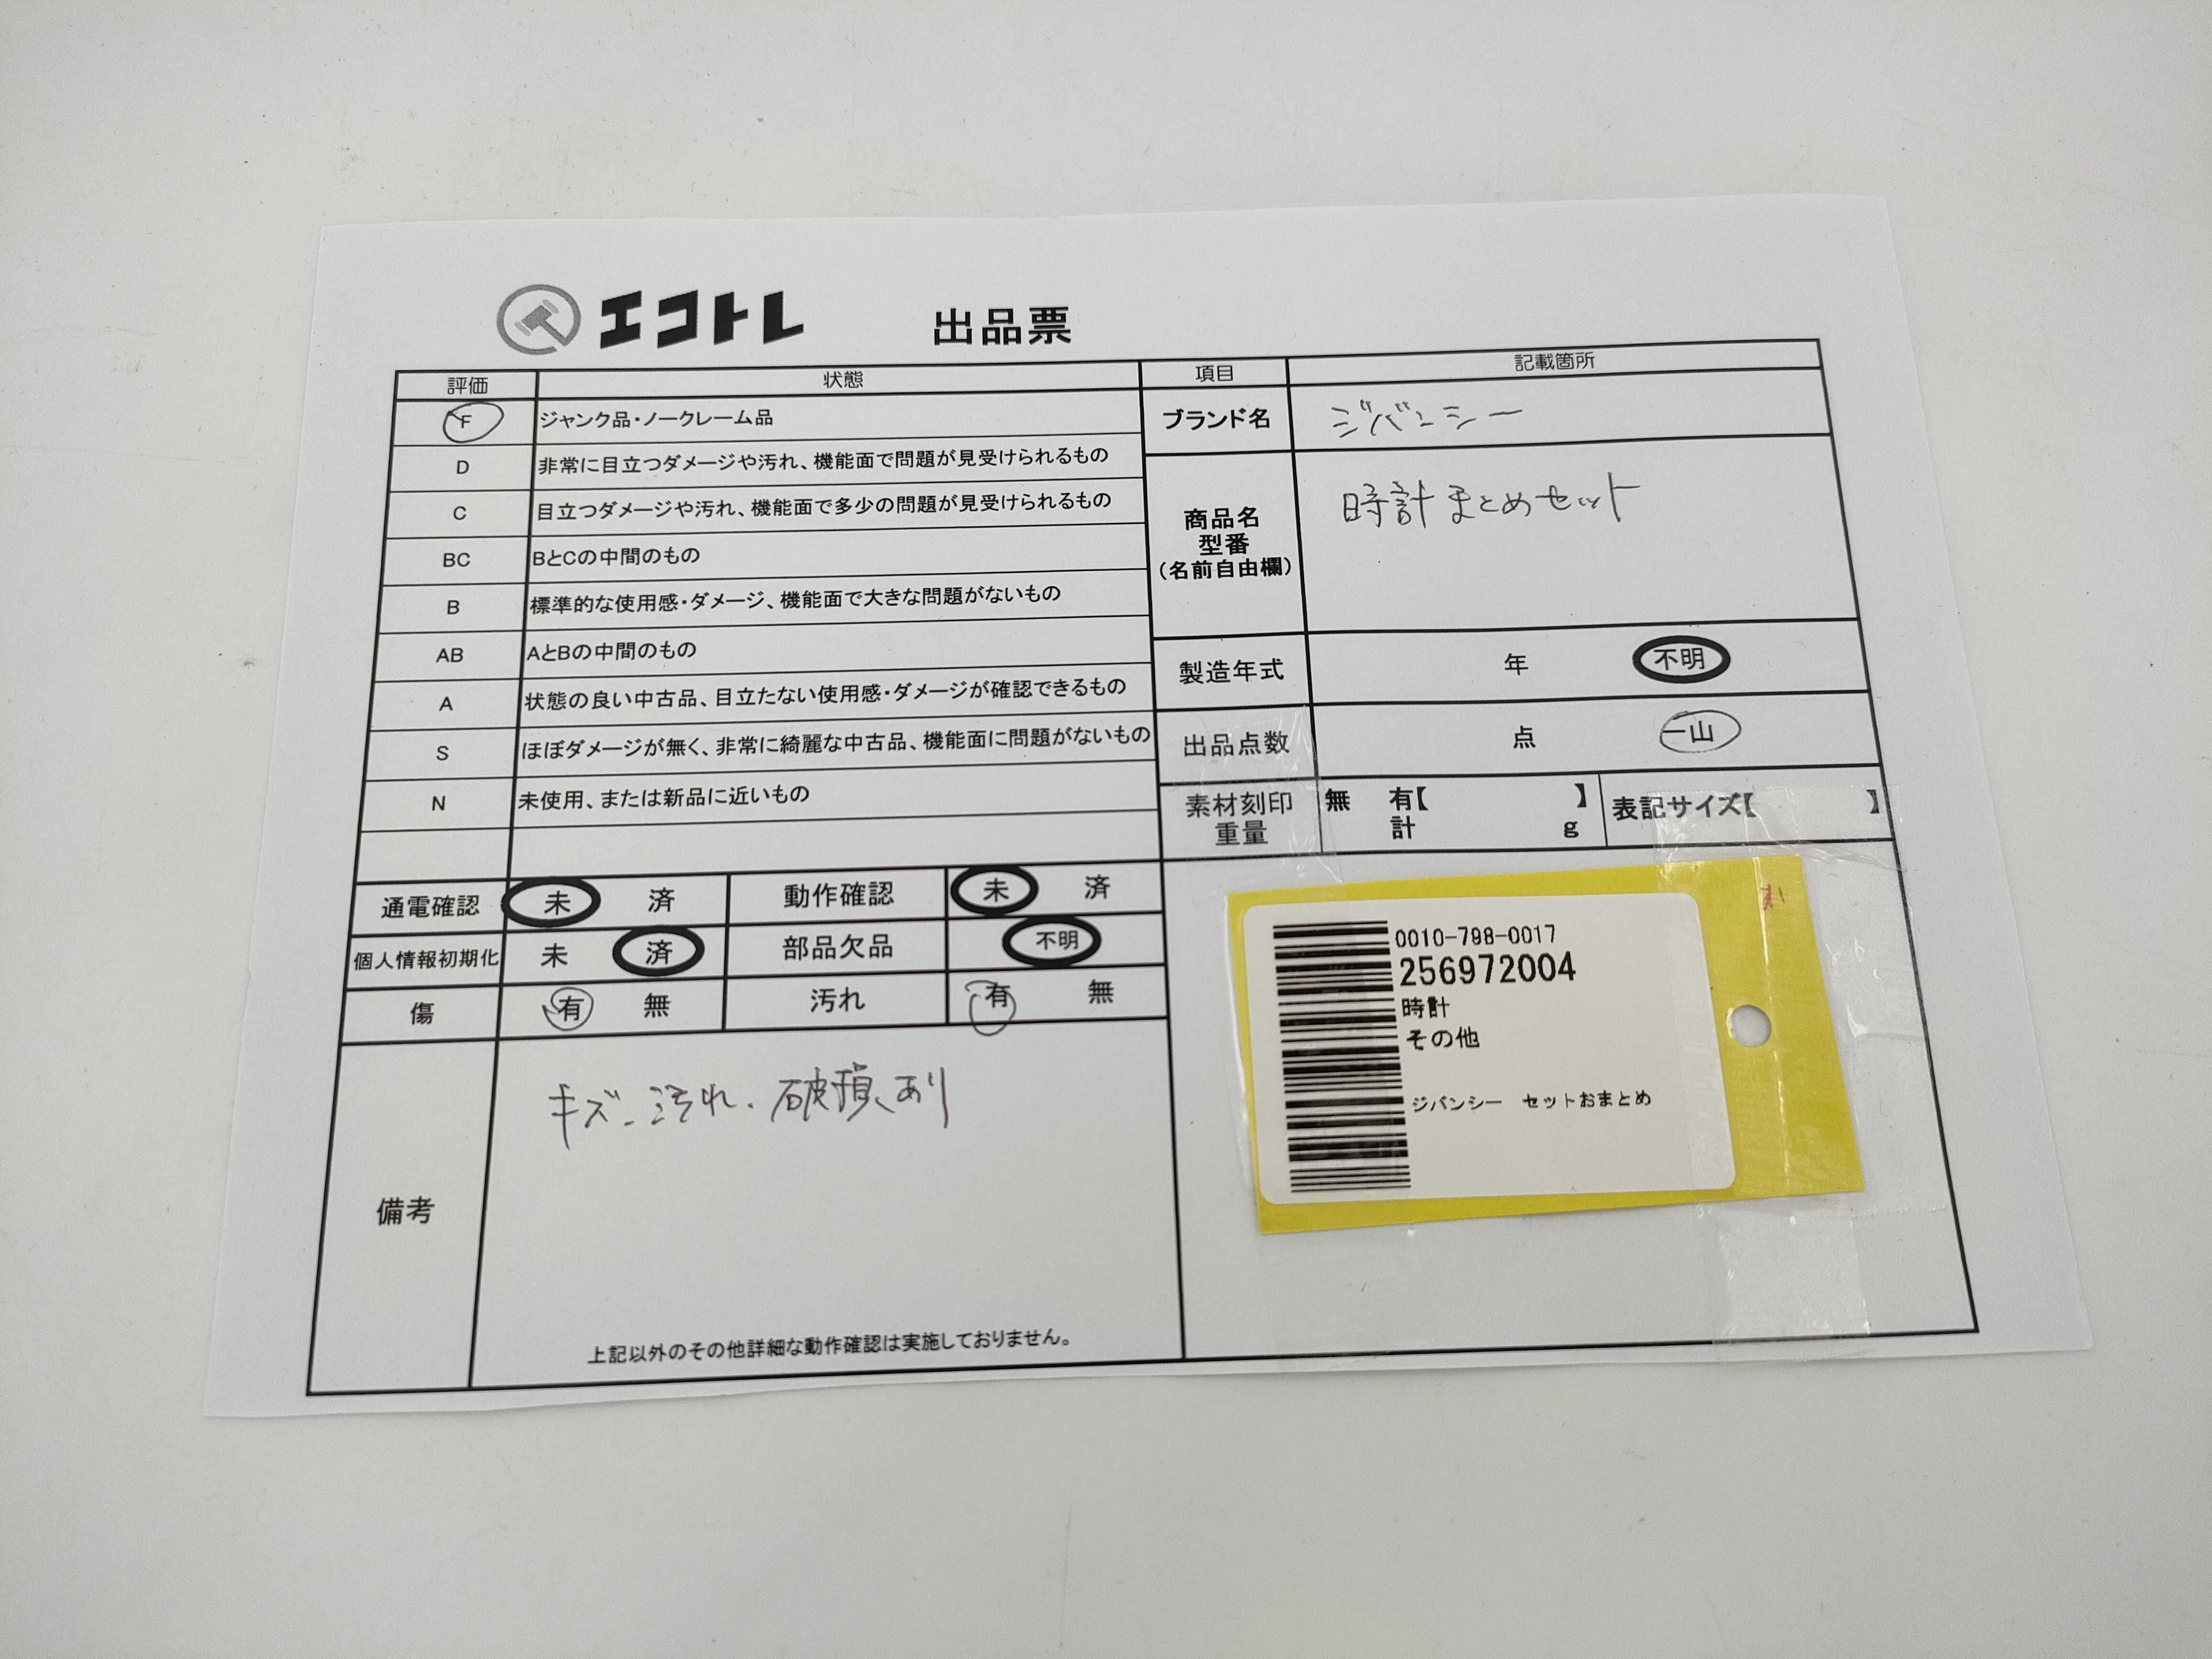 エコトレ 出品票
評価 状態 項目 記載箇所
F ジャンク品・ノークレーム品
D 非常に目立つダメージや汚れ、機能面で問題が見受けられるもの
C 目立つダメージや汚れ、機能面で多少の問題が見受けられるもの
BC BとCの中間のもの
B 標準的な使用感・ダメージ、機能面で大きな問題がないもの
AB AとBの中間のもの
A 状態の良い中古品、目立たない使用感・ダメージが確認できるもの
S ほぼダメージが無く、非常に綺麗な中古品、機能面に問題がないもの
N 未使用、または新品に近いもの
ブランド名 ジバンシー
商品名
型番
(名前自由欄)
時計まとめセット
製造年式 年 不明
出品点数 点 一山
素材刻印
重量
無 有【 】
計 g
表記サイズ【 】
通電確認 未 済 動作確認 未 済
個人情報初期化 未 済 部品欠品 不明
傷 有 無 汚れ 有 無
備考
キズ、汚れ、破損あり
上記以外のその他詳細な動作確認は実施しておりません。
0010-798-0017
256972004
時計
その他
ジバンシー セットおまとめ